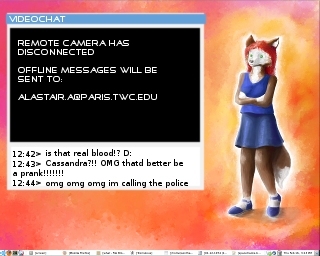 VIDEOCHAT
REMOTE CAMERA HAS
DISCONNECTED
OFFLINE MESSAGES WILL BE
SENT TO:
ALASTAIR.A@PARIS.TWC.EDU
12:42> is that real blood!? D:
12:43> Cassandra?!! OMG thatd better be
a prank!!!!!!!
12:44> omg omg omg im calling the police